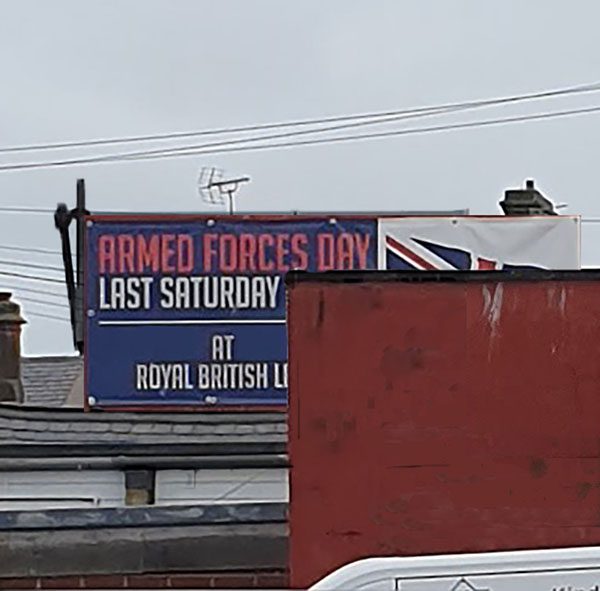 ARMED FORCES DAY
LAST SATURDAY
AT
ROYAL BRITISH